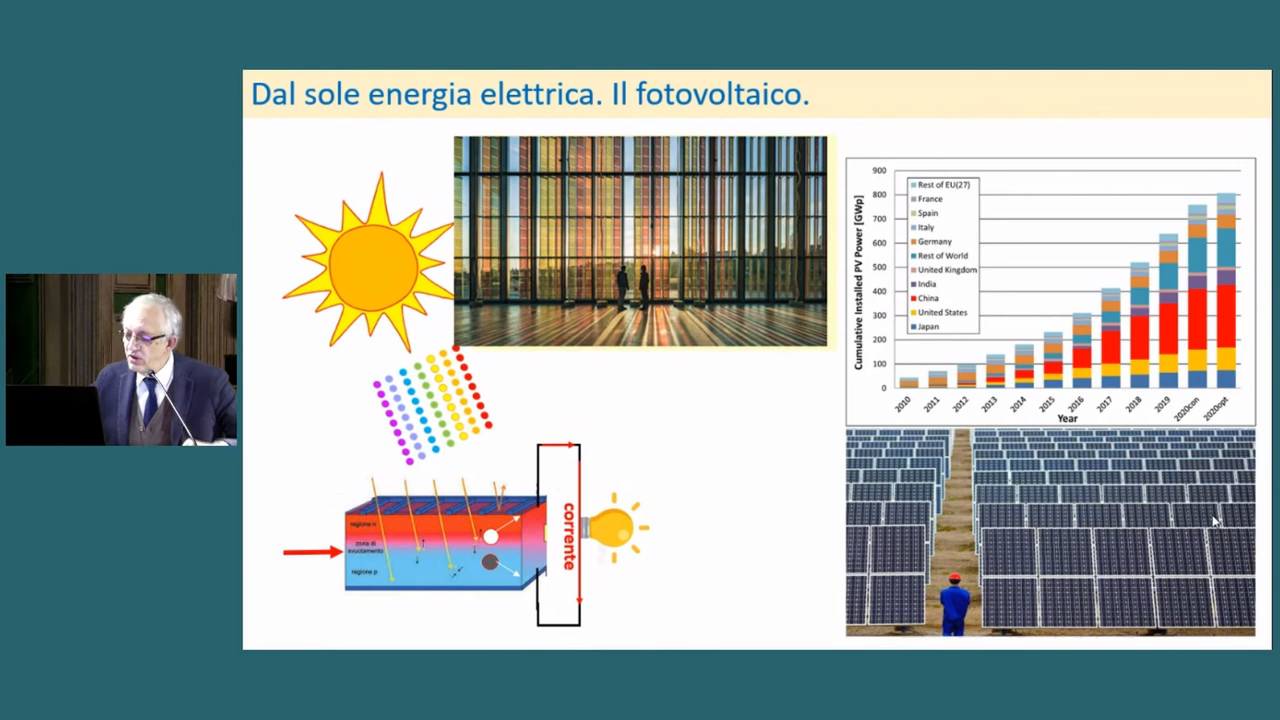 Dal sole energia elettrica. Il fotovoltaico.
Cumulative Installed PV Power [GWp]
900
800
700
600
500
400
300
200
100
0
Rest of EU(27)
France
Spain
Italy
Germany
Rest of World
United Kingdom
India
China
United States
Japan
2010
2011
2012
2013
2014
2015
2016
2017
2018
2019
2020con
2020opt
Year
regione n
zona di
svuotamento
regione p
corrente